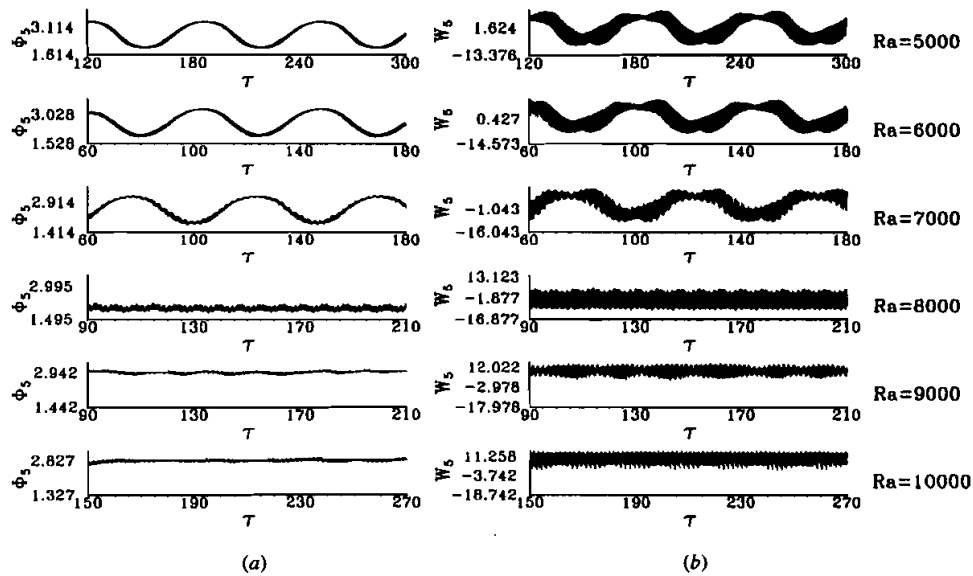 Φ5 3.114 1.614 120 180 240 300 τ
W5 1.624 -13.376 120 180 240 300 τ Ra=5000
Φ5 3.028 1.528 60 100 140 180 τ
W5 0.427 -14.573 60 100 140 180 τ Ra=6000
Φ5 2.914 1.414 60 100 140 180 τ
W5 -1.043 -16.043 60 100 140 180 τ Ra=7000
Φ5 2.995 1.495 90 130 170 210 τ
W5 13.123 -1.877 -16.877 90 130 170 210 τ Ra=8000
Φ5 2.942 1.442 90 130 170 210 τ
W5 12.022 -2.978 -17.978 90 130 170 210 τ Ra=9000
Φ5 2.827 1.327 150 190 230 270 τ
W5 11.258 -3.742 -18.742 150 190 230 270 τ Ra=10000
(a) (b)